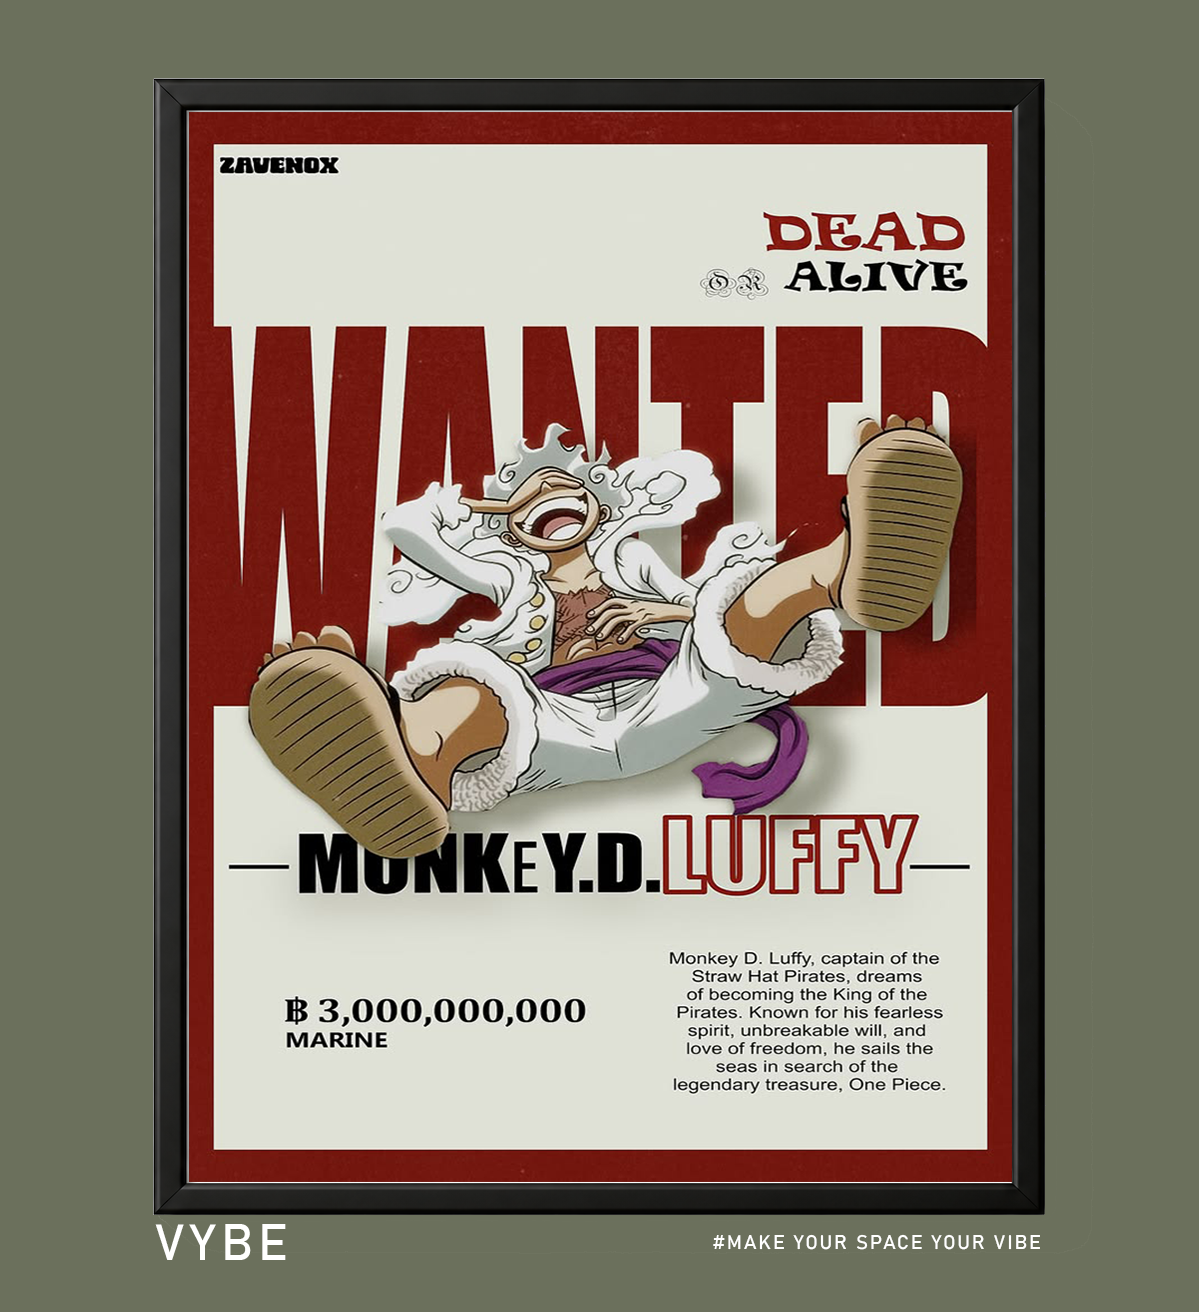 ZAVENOX
DEAD
OR ALIVE
WANTED
MONKEY.D.LUFFY
฿ 3,000,000,000
MARINE
Monkey D. Luffy, captain of the
Straw Hat Pirates, dreams
of becoming the King of the
Pirates. Known for his fearless
spirit, unbreakable will, and
love of freedom, he sails the
seas in search of the
legendary treasure, One Piece.
VYBE
#MAKE YOUR SPACE YOUR VIBE